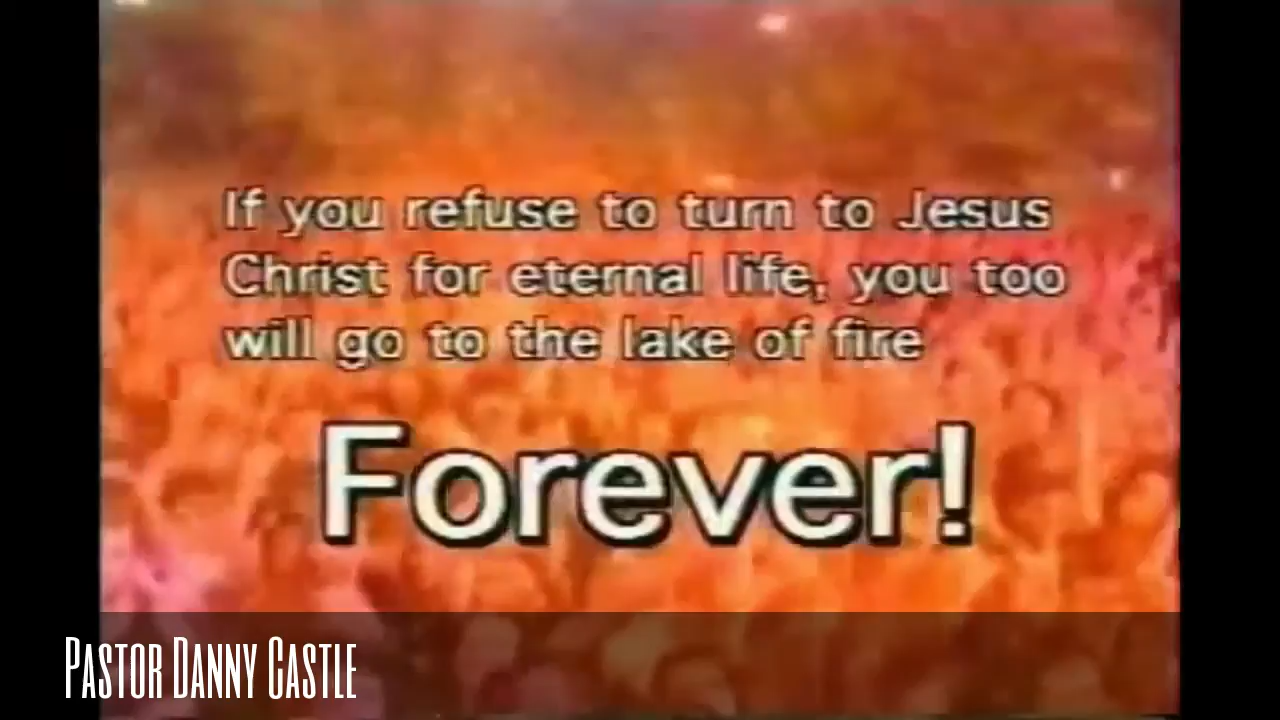 If you refuse to turn to Jesus
Christ for eternal life, you too
will go to the lake of fire
Forever!
PASTOR DANNY CASTLE